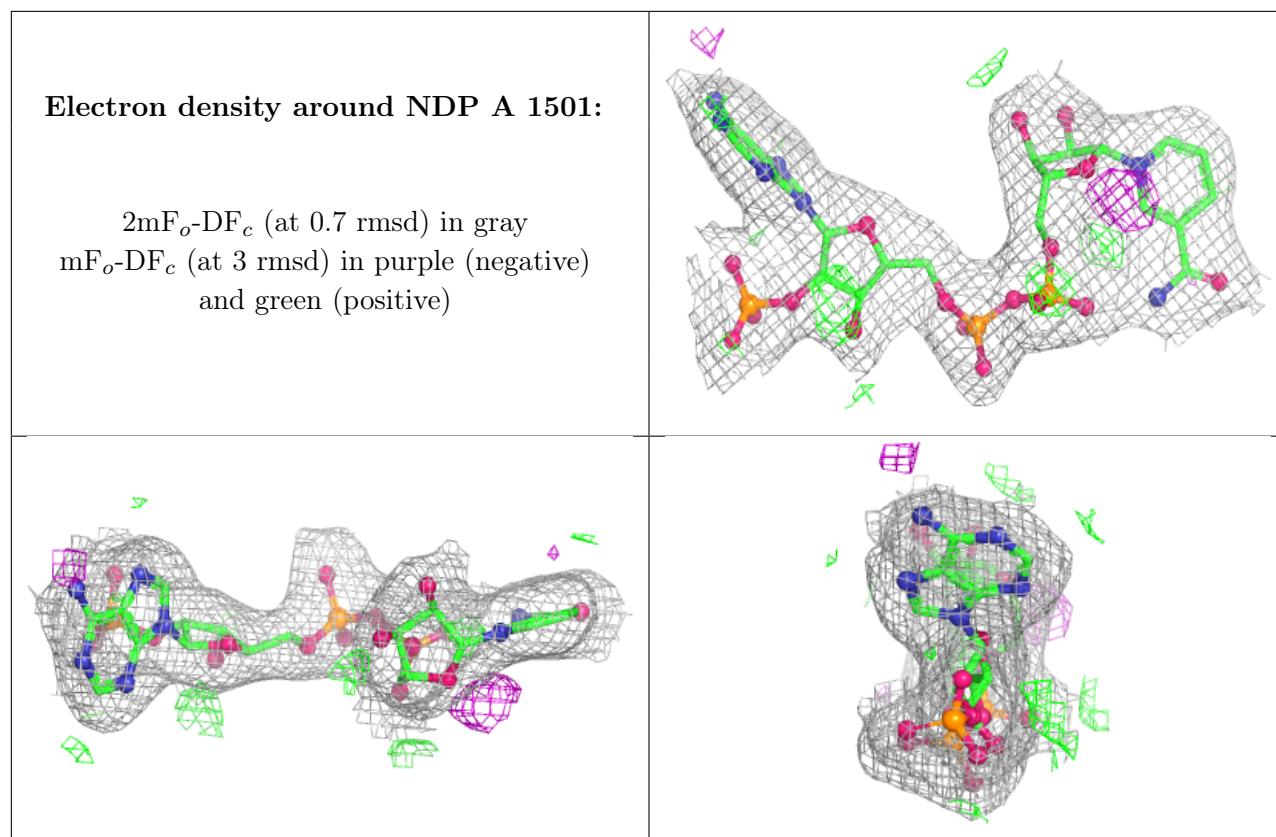 Electron density around NDP A 1501:
2mFo-DFc (at 0.7 rmsd) in gray
mFo-DFc (at 3 rmsd) in purple (negative)
and green (positive)